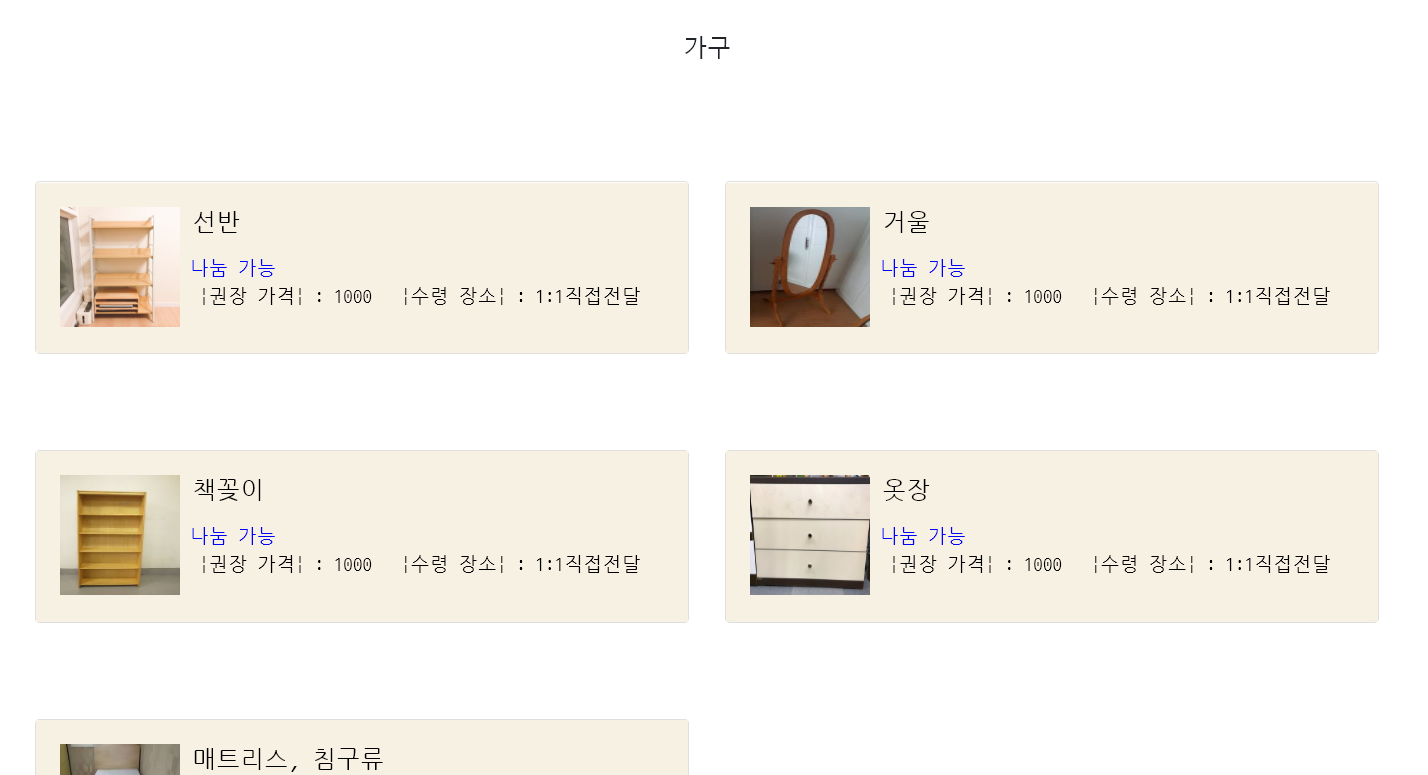 가구
선반
나눔 가능
¦권장 가격¦ : 1000 ¦수령 장소¦ : 1:1직접전달
거울
나눔 가능
¦권장 가격¦ : 1000 ¦수령 장소¦ : 1:1직접전달
책꽂이
나눔 가능
¦권장 가격¦ : 1000 ¦수령 장소¦ : 1:1직접전달
옷장
나눔 가능
¦권장 가격¦ : 1000 ¦수령 장소¦ : 1:1직접전달
매트리스, 침구류